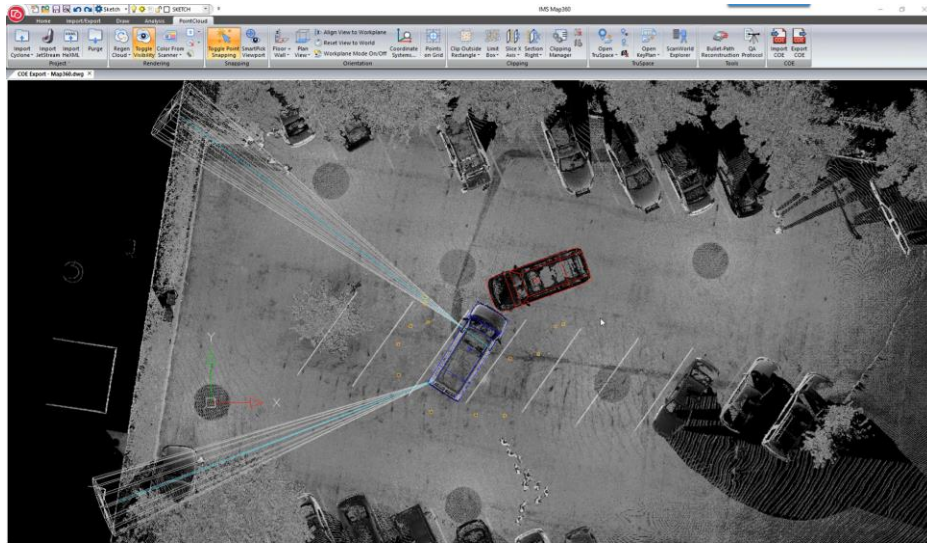 Sketch
SKETCH
IMS Map360
Home Import/Export Draw Analysis PointCloud
Import Cyclone Import JetStream Import HeXML Purge Regen Cloud Toggle Visibility Color From Scanner Toggle Point Snapping SmartPick Viewport Floor - Wall Plan View Align View to Workplane Reset View to World Workplane Mode On/Off Coordinate Systems... Points on Grid Clip Outside Rectangle Limit Box Slice X Axis Section Right Clipping Manager Open TruSpace Open KeyPlan ScanWorld Explorer Bullet-Path Reconstruction QA Protocol Import COE Export COE
Project Rendering Snapping Orientation Clipping TruSpace Tools COE
COE Export - Map360.dwg
Y
X